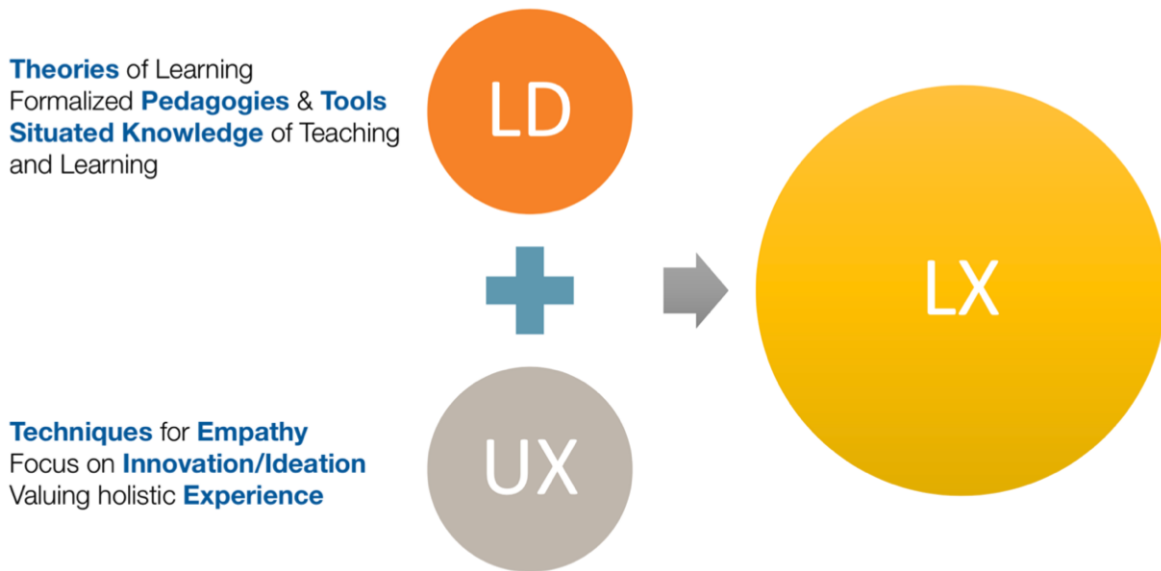 Theories of Learning
Formalized Pedagogies & Tools
Situated Knowledge of Teaching
and Learning
LD
LX
Techniques for Empathy
Focus on Innovation/Ideation
Valuing holistic Experience
UX